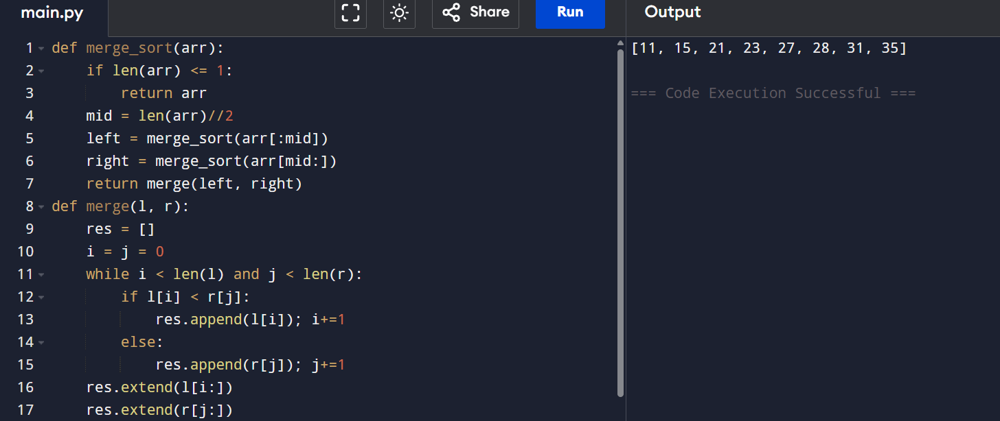 main.py
Share
Run
Output
1 def merge_sort(arr):
2     if len(arr) <= 1:
3         return arr
4     mid = len(arr)//2
5     left = merge_sort(arr[:mid])
6     right = merge_sort(arr[mid:])
7     return merge(left, right)
8 def merge(l, r):
9     res = []
10     i = j = 0
11     while i < len(l) and j < len(r):
12         if l[i] < r[j]:
13             res.append(l[i]); i+=1
14         else:
15             res.append(r[j]); j+=1
16     res.extend(l[i:])
17     res.extend(r[j:])
[11, 15, 21, 23, 27, 28, 31, 35]
=== Code Execution Successful ===